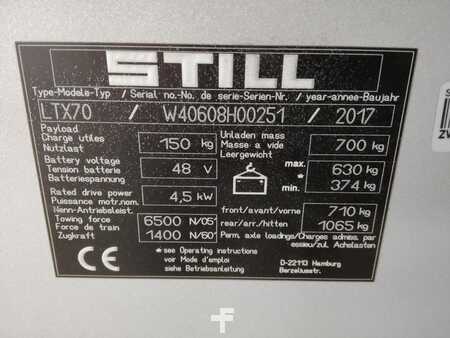 STILL
Type-Modele-Typ / Serial no.-No. de serie-Serien-Nr. / year-annee-Baujahr
LTX70 / W40608H00251 / 2017
Payload
Charge utiles
Nutzlast
150 kg
Unladen mass
Masse a vide
Leergewicht
700 kg
Battery voltage
Tension batterie
Batteriespannung
48 V
max. 630 kg
*
min. 374 kg
Rated drive power
Puissance motr.nom.
Nenn-Antriebsleist.
4,5 kW
front/avant/vorne 710 kg
rear/arr./hitten 1065 kg
Towing force
Force de train
Zugkraft
6500 N/05'
1400 N/60'
Perm. axle loadngs/Charges admiss. par
essieu/zul. Achslasten
CE
*see Operating instructions
voir Mode d'emploi
siehe Betriebsanleitung
D-22113 Hamburg
Berzeliusstr.